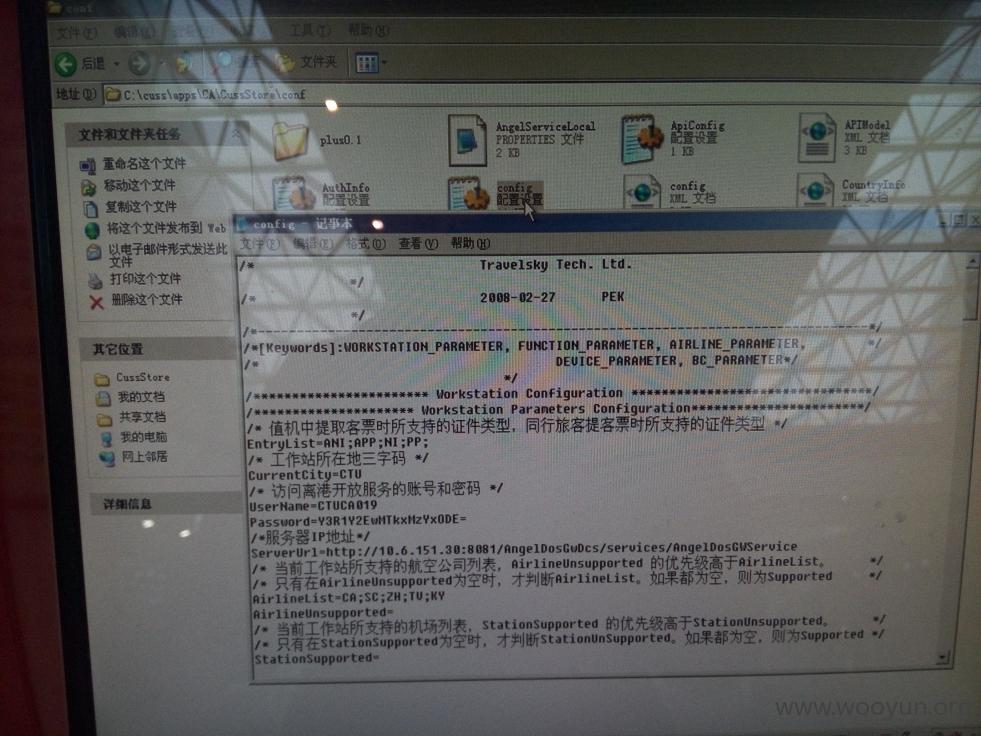 conf
文件(F) 编辑(E) 工具(T) 帮助(H)
后退 文件夹
地址(D) C:\cuss\apps\CA\CussStore\conf
文件和文件夹任务
重命名这个文件
移动这个文件
复制这个文件
将这个文件发布到 Web
以电子邮件形式发送此
文件
打印这个文件
删除这个文件
其它位置
CussStore
我的文档
共享文档
我的电脑
网上邻居
详细信息
plus0.1
AngelServiceLocal
PROPERTIES 文件
2 KB
ApiConfig
配置设置
1 KB
APIModel
XML 文档
3 KB
AuthInfo
配置设置
config
配置设置
config
XML 文档
CountryInfo
XML 文档
config - 记事本
文件(F) 编辑(E) 格式(O) 查看(V) 帮助(H)
/* Travelsky Tech. Ltd.
*/
/* 2008-02-27 PEK
*/
/*---------------------------------------------------------------*/
/*[Keywords]:WORKSTATION_PARAMETER, FUNCTION_PARAMETER, AIRLINE_PARAMETER, */
/* DEVICE_PARAMETER, BC_PARAMETER*/
*/
/*********************** Workstation Configuration ******************************/
/********************** Workstation Parameters Configuration***********************/
/* 值机中提取客票时所支持的证件类型，同行旅客提客票时所支持的证件类型 */
EntryList=ANI;APP;NI;PP;
/* 工作站所在地三字码 */
CurrentCity=CTU
/* 访问离港开放服务的账号和密码 */
UserName=CTUCA019
Password=Y3R1Y2EwMTkxMzYxODE=
/*服务器IP地址*/
ServerUrl=http://10.6.151.30:8081/AngelDosGwDcs/services/AngelDosGWService
/* 当前工作站所支持的航空公司列表，AirlineUnsupported 的优先级高于AirlineList。 */
/* 只有在AirlineUnsupported为空时，才判断AirlineList。如果都为空，则为Supported */
AirlineList=CA;SC;ZH;TV;KY
AirlineUnsupported=
/* 当前工作站所支持的机场列表，StationSupported 的优先级高于StationUnsupported。 */
/* 只有在StationSupported为空时，才判断StationUnSupported。如果都为空，则为Supported */
StationSupported=
www.wooyun.org